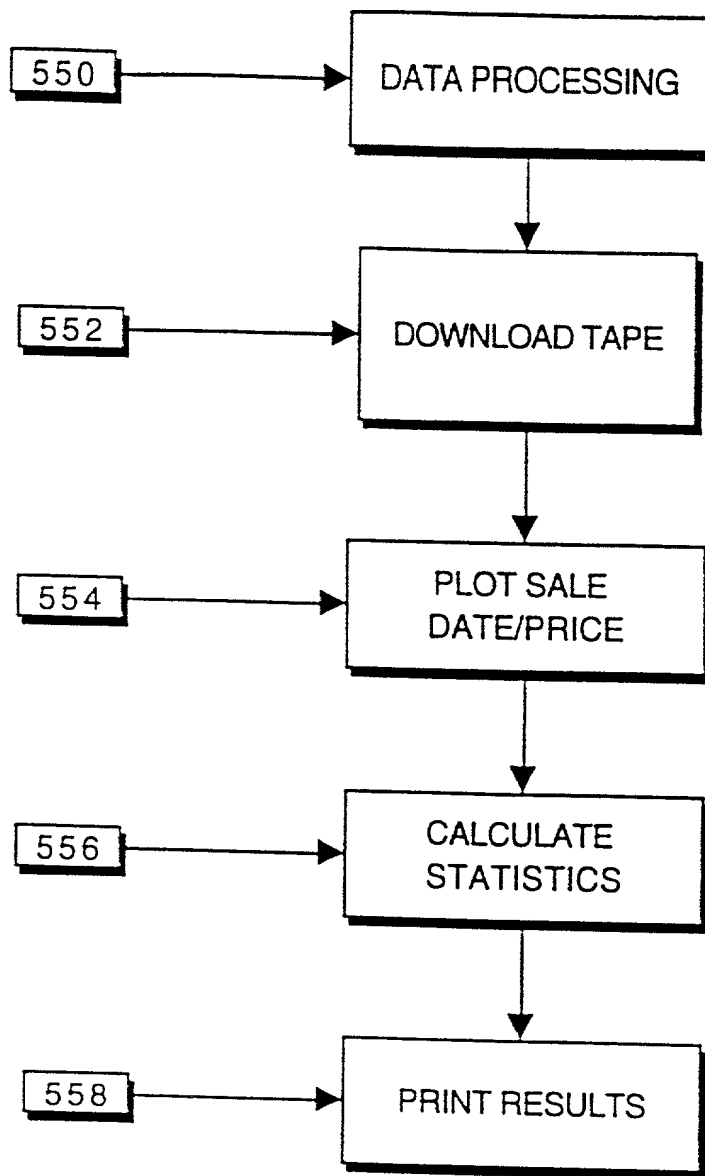 550
DATA PROCESSING
552
DOWNLOAD TAPE
554
PLOT SALE
DATE/PRICE
556
CALCULATE
STATISTICS
558
PRINT RESULTS